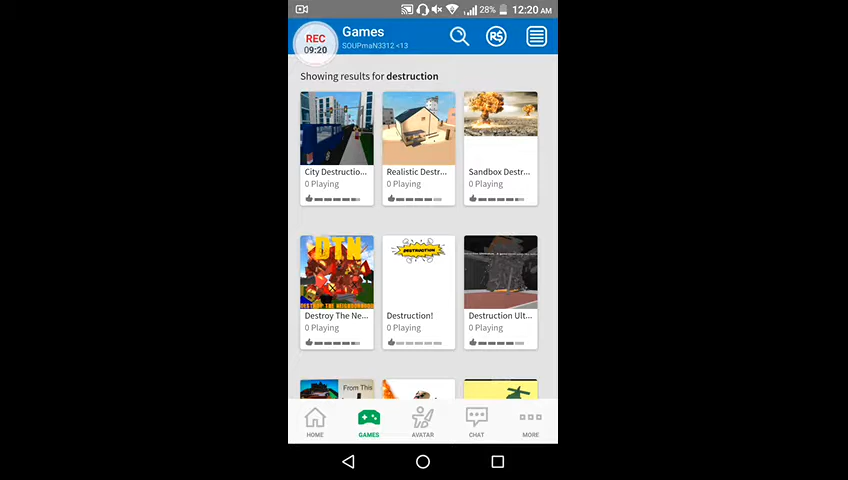 28% 12:20 AM
REC
09:20
Games
SOUPmaN3312 <13
R$
Showing results for destruction
City Destructio...
0 Playing
Realistic Destr...
0 Playing
Sandbox Destr...
0 Playing
DTN
Destroy The Ne...
0 Playing
DESTRUCTION
Destruction!
0 Playing
Destruction Ult...
0 Playing
From This
HOME
GAMES
AVATAR
CHAT
MORE